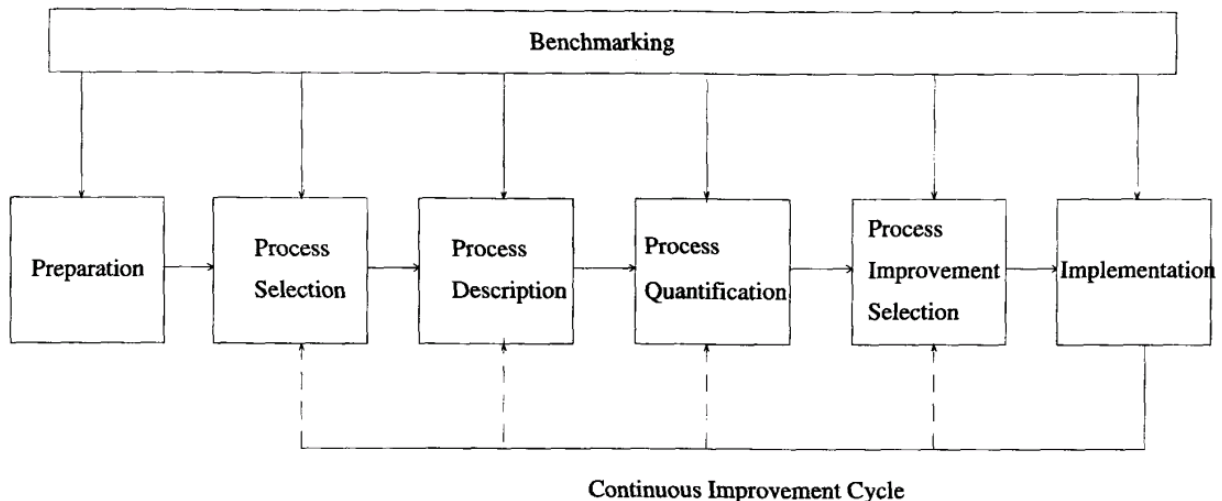 Benchmarking
Preparation
Process
Selection
Process
Description
Process
Quantification
Process
Improvement
Selection
Implementation
Continuous Improvement Cycle